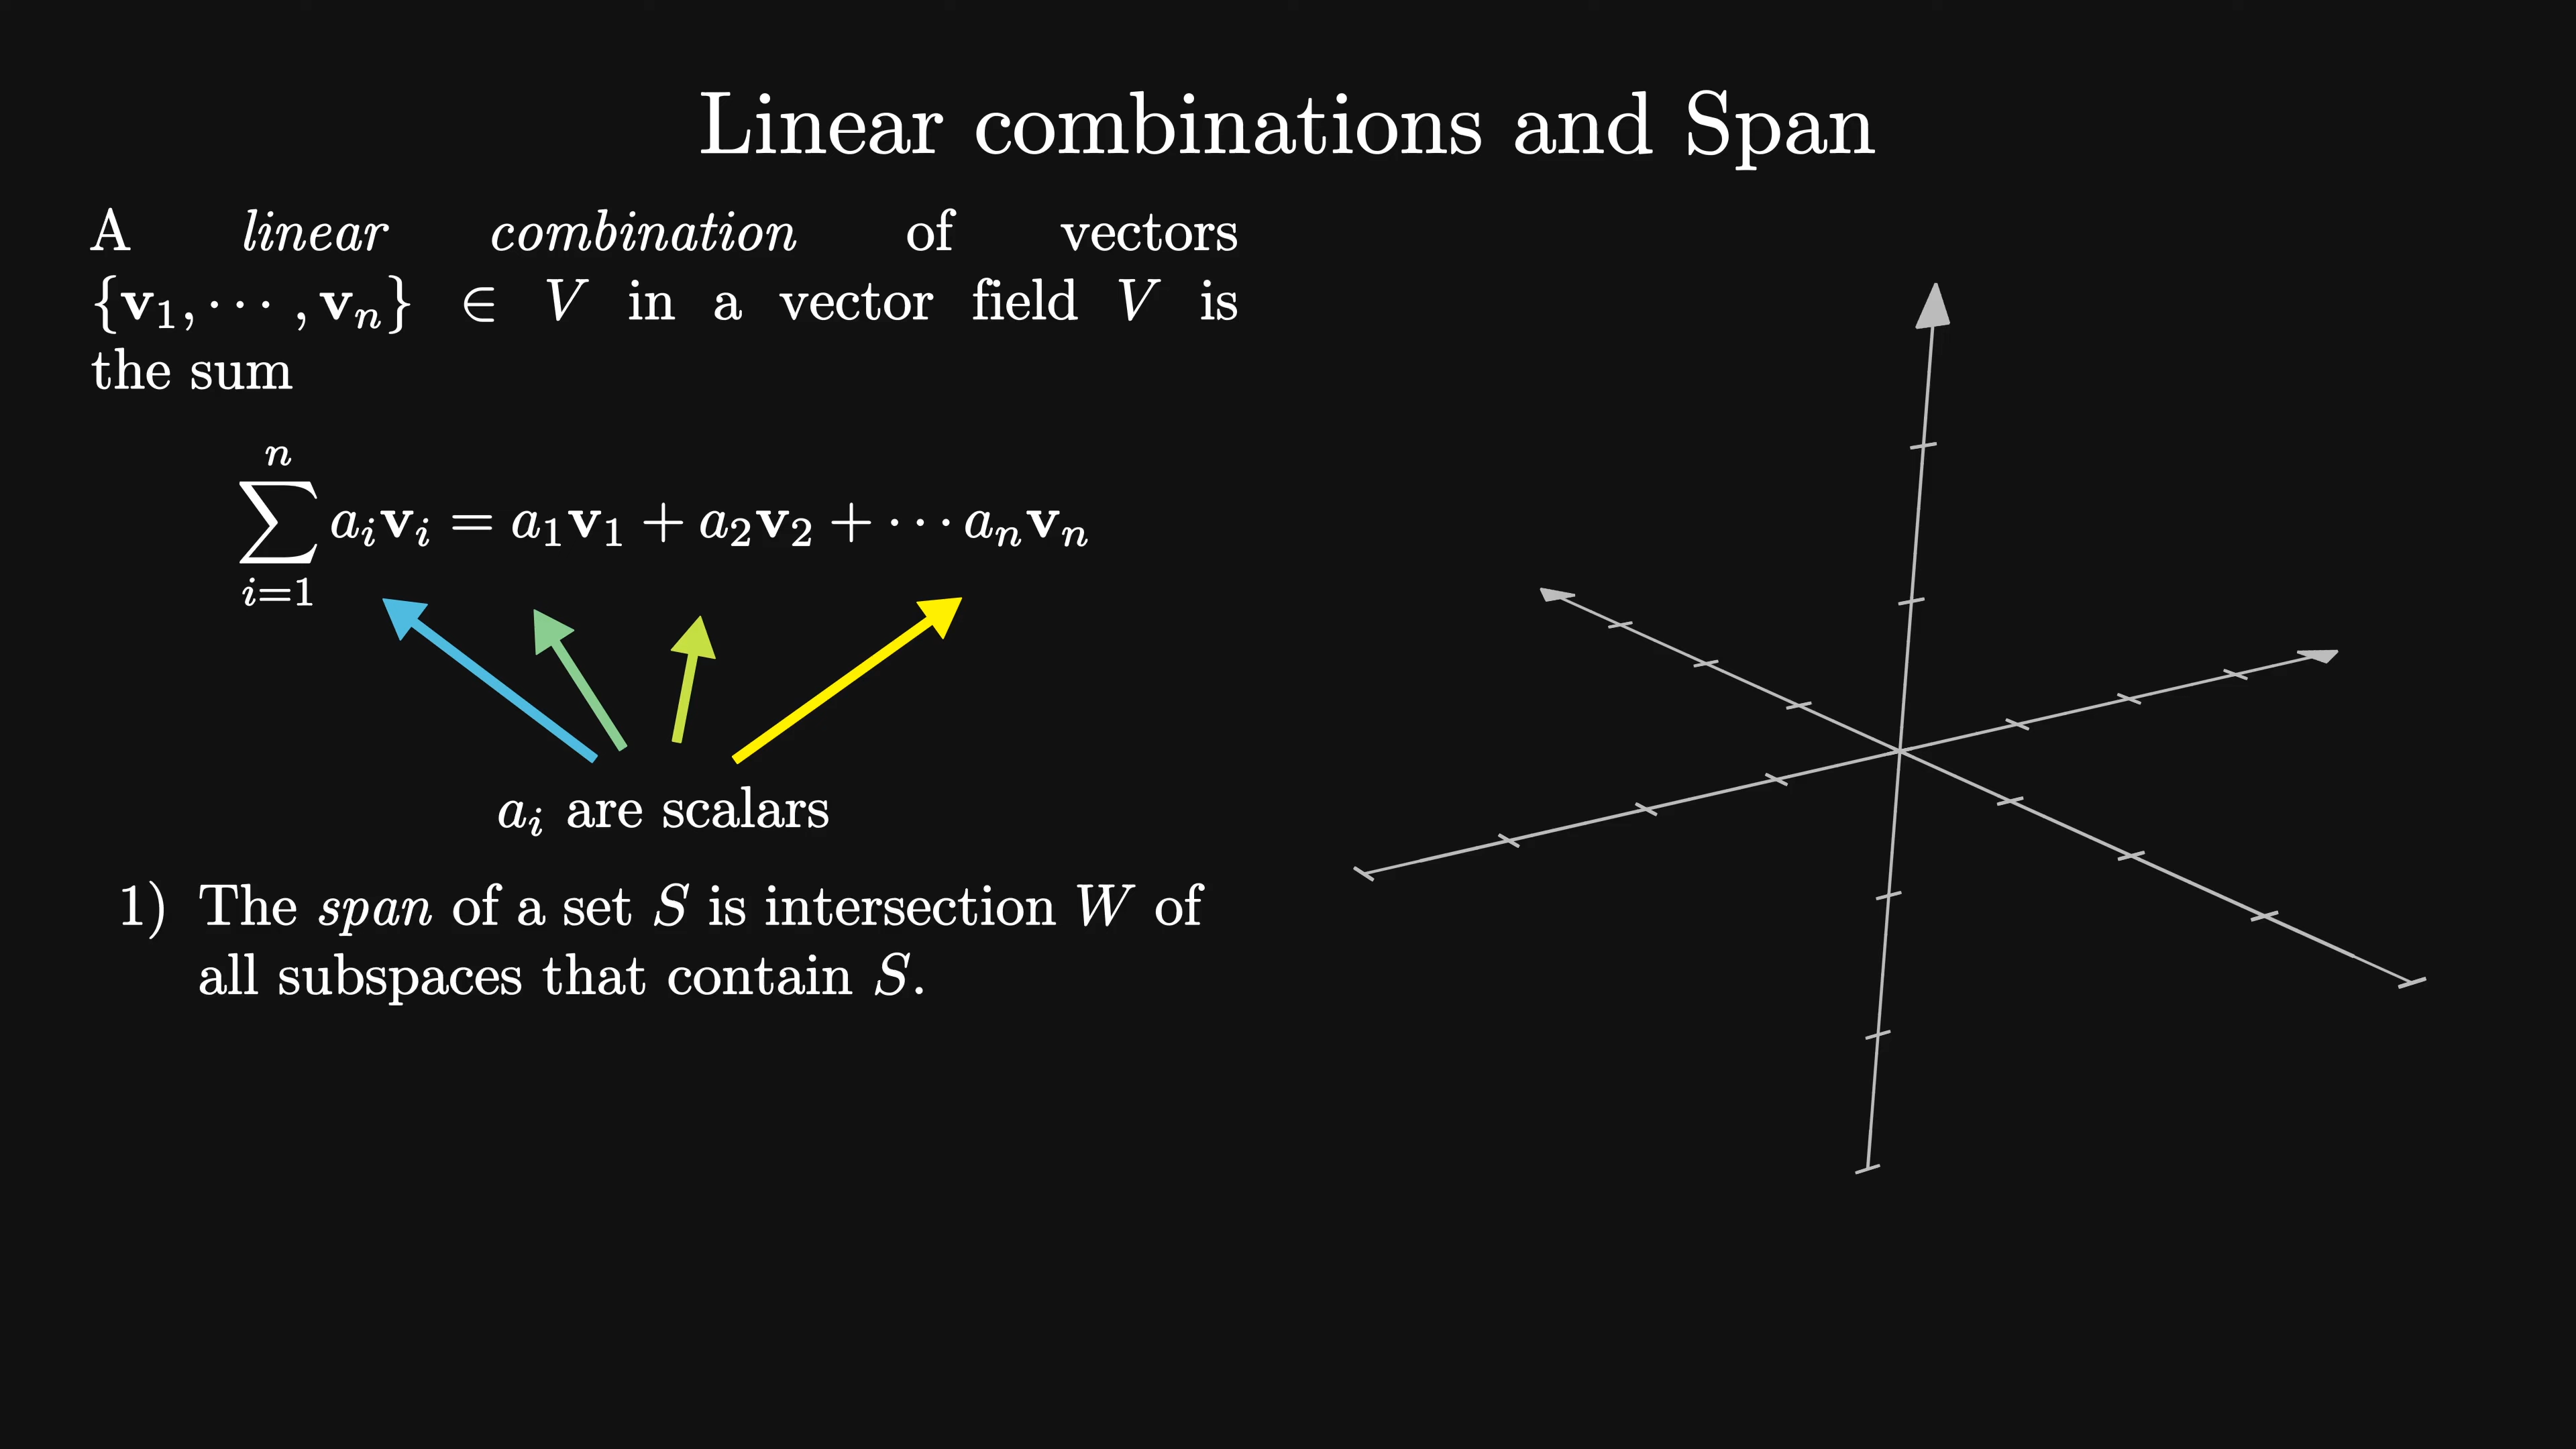 Linear combinations and Span
A linear combination of vectors
{v₁, ⋯ , vₙ} ∈ V in a vector field V is
the sum
∑ᵢ₌₁ⁿ aᵢvᵢ = a₁v₁ + a₂v₂ + ⋯ aₙvₙ
aᵢ are scalars
1) The span of a set S is intersection W of
all subspaces that contain S.